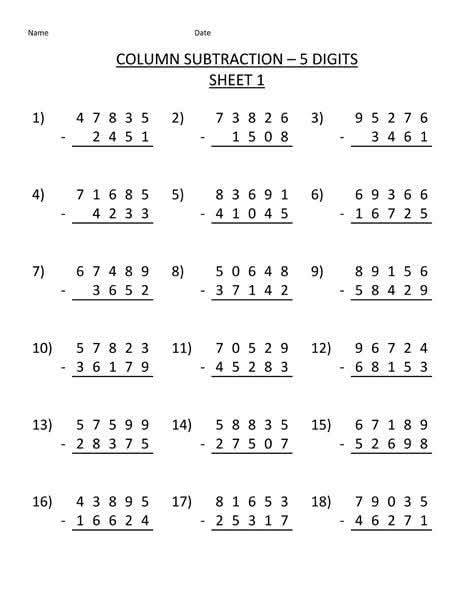 Name Date
COLUMN SUBTRACTION – 5 DIGITS
SHEET 1
1) 4 7 8 3 5 2) 7 3 8 2 6 3) 9 5 2 7 6
- 2 4 5 1 - 1 5 0 8 - 3 4 6 1
4) 7 1 6 8 5 5) 8 3 6 9 1 6) 6 9 3 6 6
- 4 2 3 3 - 4 1 0 4 5 - 1 6 7 2 5
7) 6 7 4 8 9 8) 5 0 6 4 8 9) 8 9 1 5 6
- 3 6 5 2 - 3 7 1 4 2 - 5 8 4 2 9
10) 5 7 8 2 3 11) 7 0 5 2 9 12) 9 6 7 2 4
- 3 6 1 7 9 - 4 5 2 8 3 - 6 8 1 5 3
13) 5 7 5 9 9 14) 5 8 8 3 5 15) 6 7 1 8 9
- 2 8 3 7 5 - 2 7 5 0 7 - 5 2 6 9 8
16) 4 3 8 9 5 17) 8 1 6 5 3 18) 7 9 0 3 5
- 1 6 6 2 4 - 2 5 3 1 7 - 4 6 2 7 1